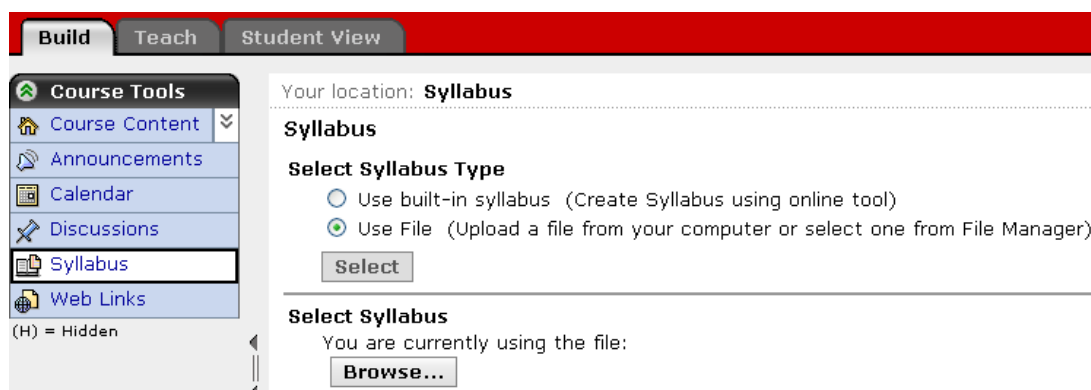 Build Teach Student View
Course Tools
Course Content
Announcements
Calendar
Discussions
Syllabus
Web Links
(H) = Hidden
Your location: Syllabus
Syllabus
Select Syllabus Type
Use built-in syllabus (Create Syllabus using online tool)
Use File (Upload a file from your computer or select one from File Manager)
Select
Select Syllabus
You are currently using the file:
Browse...